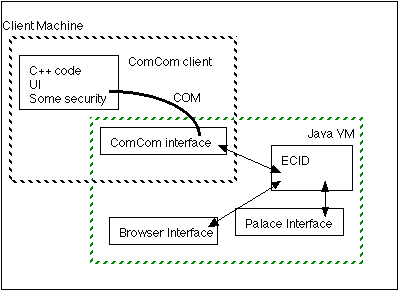 Client Machine
ComCom client
C++ code
UI
Some security
COM
Java VM
ComCom interface
ECID
Palace Interface
Browser Interface